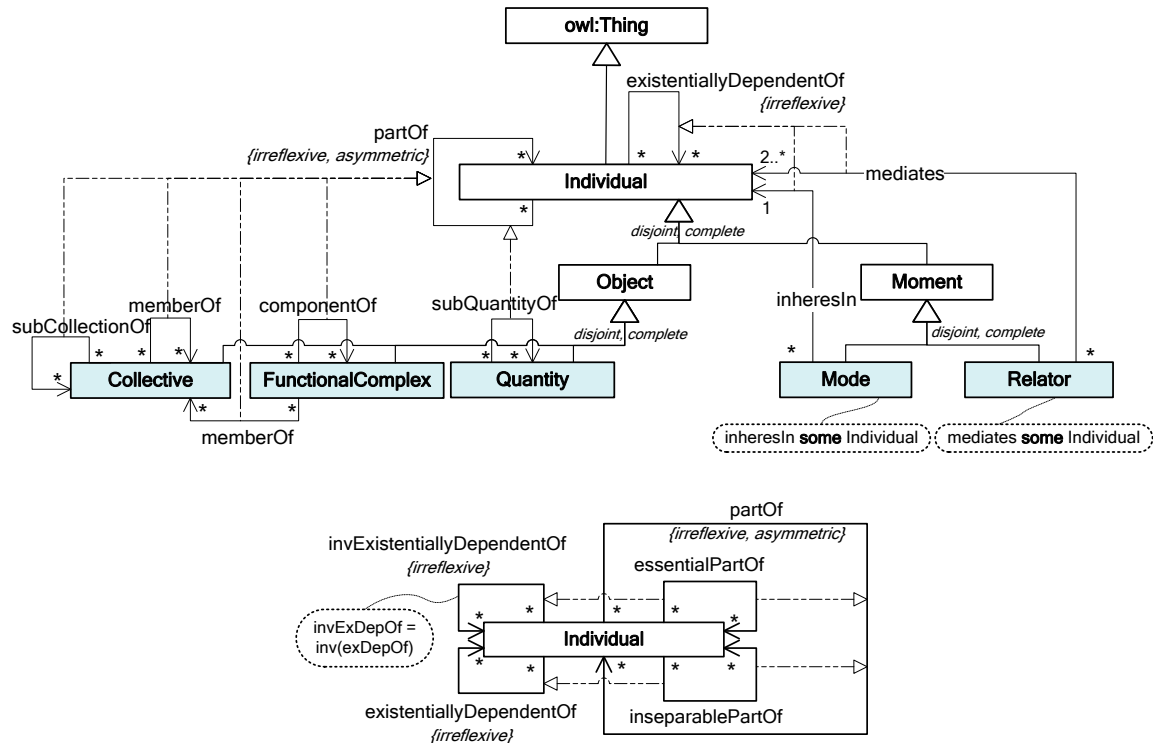 owl:Thing
existentiallyDependentOf
{irreflexive}
partOf
{irreflexive, asymmetric}
*
*
*
2..*
mediates
Individual
*
1
disjoint, complete
Object
Moment
memberOf
componentOf
subQuantityOf
inheresIn
subCollectionOf
disjoint, complete
disjoint, complete
*
*
*
*
*
*
*
*
*
*
Collective
FunctionalComplex
Quantity
Mode
Relator
*
*
*
memberOf
inheresIn some Individual
mediates some Individual
partOf
{irreflexive, asymmetric}
invExistentiallyDependentOf
{irreflexive}
essentialPartOf
*
*
*
*
*
invExDepOf =
inv(exDepOf)
Individual
*
*
*
*
*
existentiallyDependentOf
{irreflexive}
inseparablePartOf